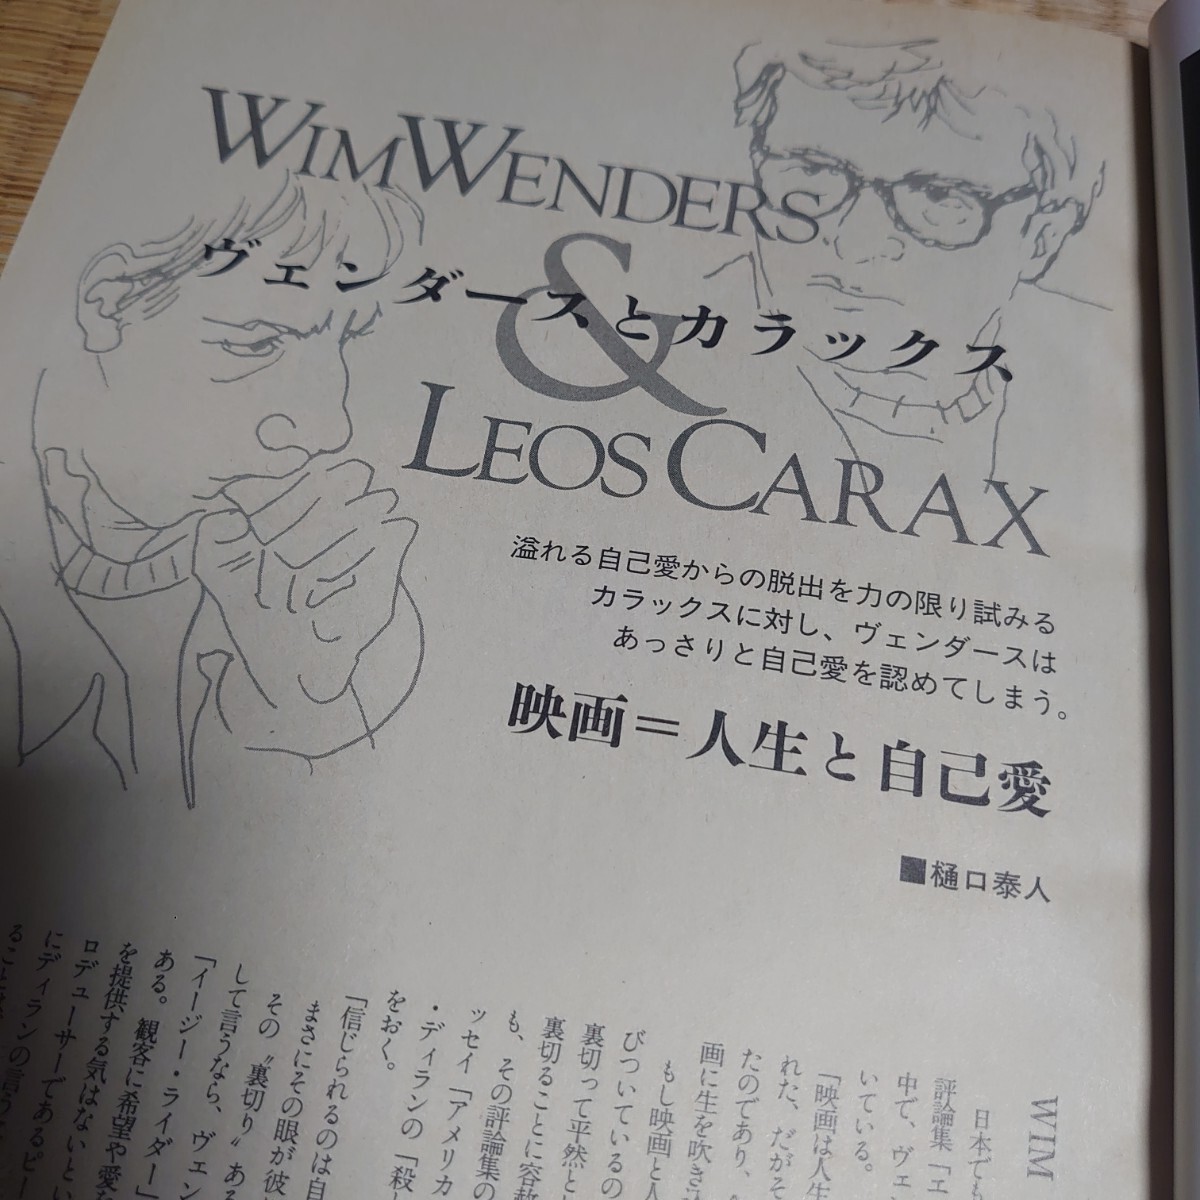 WIM WENDERS
&
ヴェンダースとカラックス
LEOS CARAX
溢れる自己愛からの脱出を力の限り試みる
カラックスに対し、ヴェンダースは
あっさりと自己愛を認めてしまう。
映画＝人生と自己愛
■樋口泰人
WIM
日本でも
評論集「エ
中で、ヴェ
いている。
「映画は人生
れた、だがそ
たのであり、
画に生を吹き
もし映画と人
びついているの
裏切って平然と
裏切ることに容赦
も、その評論集の
ッセイ「アメリカ
・ディランの「殺
をおく。
「信じられるのは自
まさにその眼が彼
その〝裏切り〟ある
して言うなら、ヴェン
「イージー・ライダー」
ある。観客に希望や愛
を提供する気はないとい
ロデューサーであるピー
にディランの言う
ることは